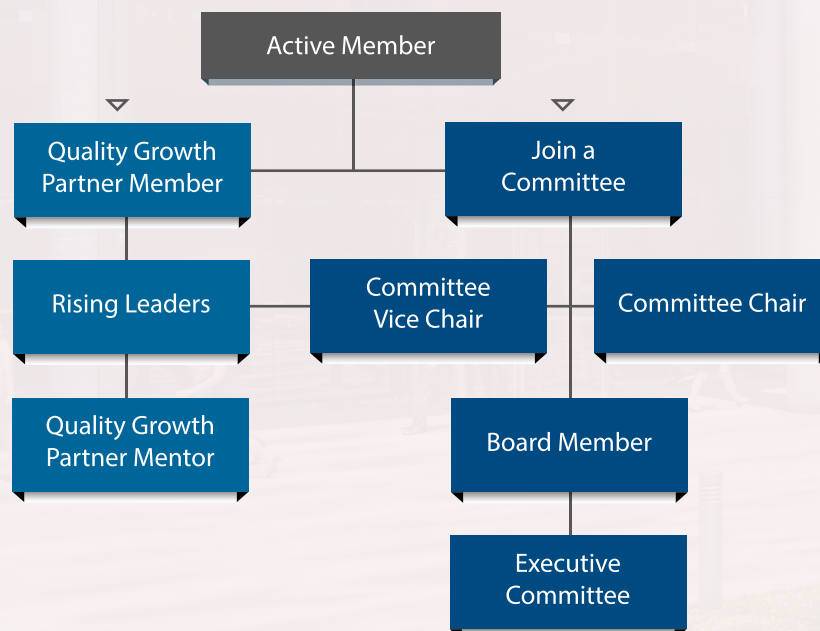 Active Member
Quality Growth
Partner Member
Join a
Committee
Rising Leaders
Committee
Vice Chair
Committee Chair
Quality Growth
Partner Mentor
Board Member
Executive
Committee